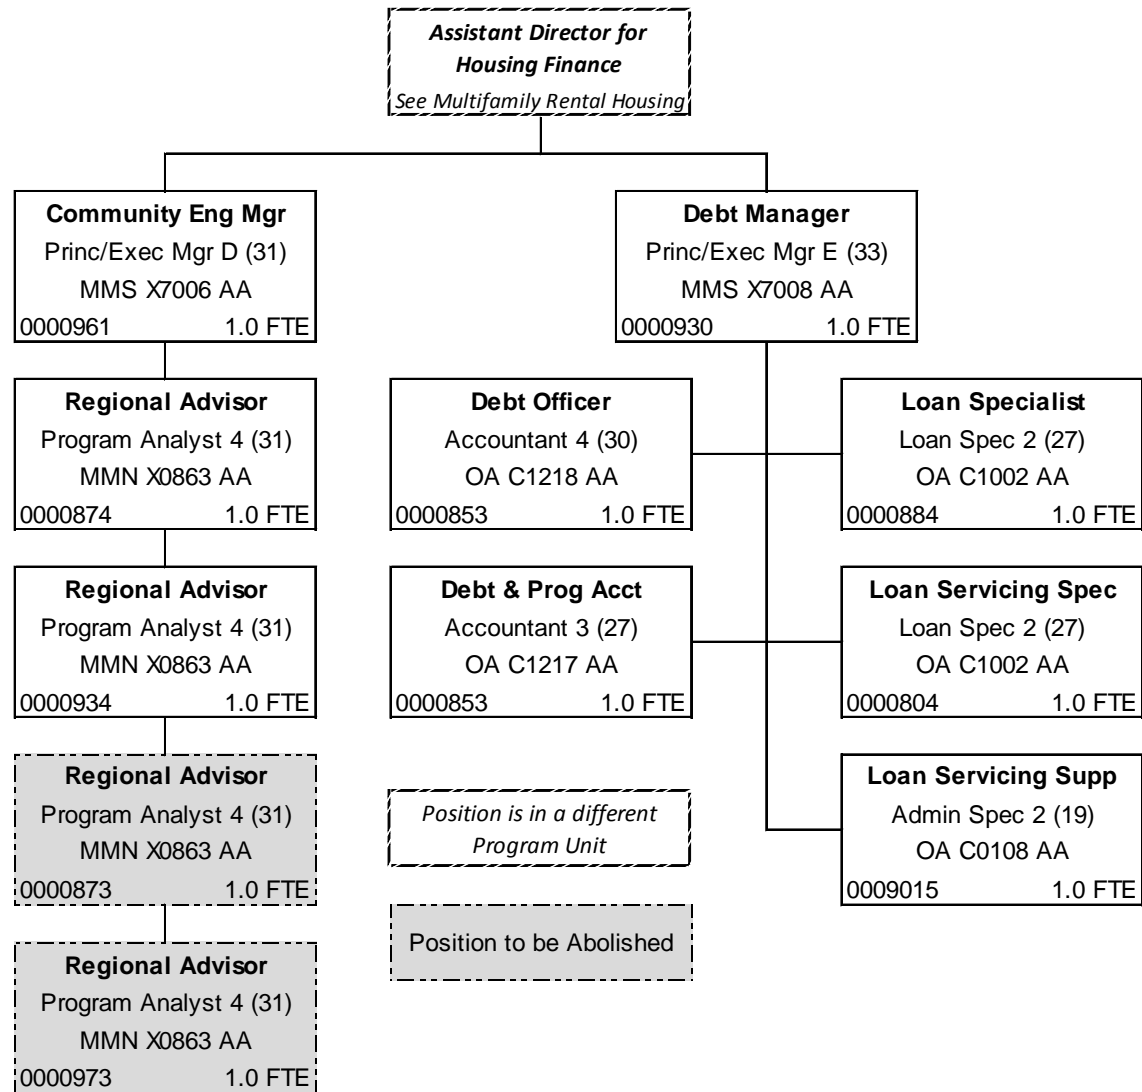 Assistant Director for
Housing Finance
See Multifamily Rental Housing
Community Eng Mgr
Princ/Exec Mgr D (31)
MMS X7006 AA
0000961 1.0 FTE
Debt Manager
Princ/Exec Mgr E (33)
MMS X7008 AA
0000930 1.0 FTE
Regional Advisor
Program Analyst 4 (31)
MMN X0863 AA
0000874 1.0 FTE
Debt Officer
Accountant 4 (30)
OA C1218 AA
0000853 1.0 FTE
Loan Specialist
Loan Spec 2 (27)
OA C1002 AA
0000884 1.0 FTE
Regional Advisor
Program Analyst 4 (31)
MMN X0863 AA
0000934 1.0 FTE
Debt & Prog Acct
Accountant 3 (27)
OA C1217 AA
0000853 1.0 FTE
Loan Servicing Spec
Loan Spec 2 (27)
OA C1002 AA
0000804 1.0 FTE
Regional Advisor
Program Analyst 4 (31)
MMN X0863 AA
0000873 1.0 FTE
Position is in a different
Program Unit
Loan Servicing Supp
Admin Spec 2 (19)
OA C0108 AA
0009015 1.0 FTE
Position to be Abolished
Regional Advisor
Program Analyst 4 (31)
MMN X0863 AA
0000973 1.0 FTE